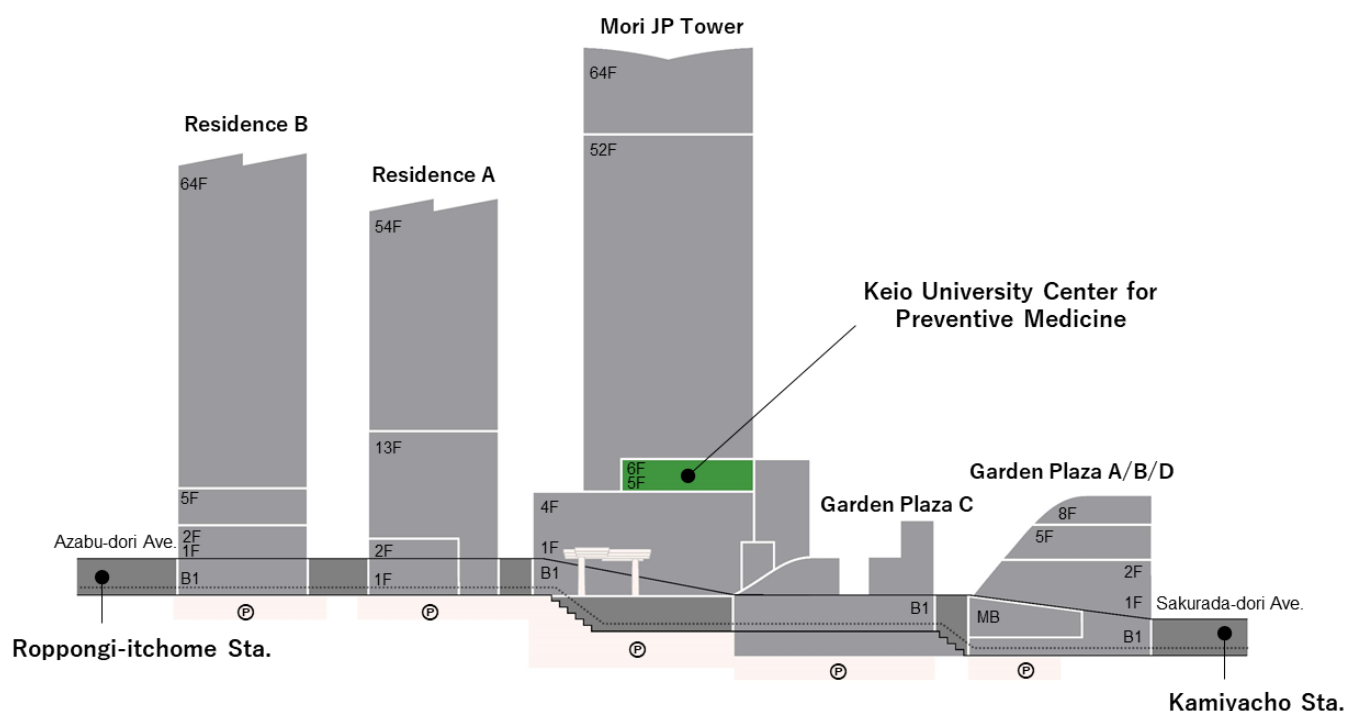 Mori JP Tower
64F
52F
Residence B
64F
Residence A
54F
Keio University Center for
Preventive Medicine
13F
6F
5F
Garden Plaza A/B/D
5F
4F
Garden Plaza C
8F
5F
2F
1F
Azabu-dori Ave.
2F
1F
1F
2F
B1
1F
B1
B1
MB
1F
B1
Sakurada-dori Ave.
P
P
P
P
P
Roppongi-itchome Sta.
Kamiyacho Sta.